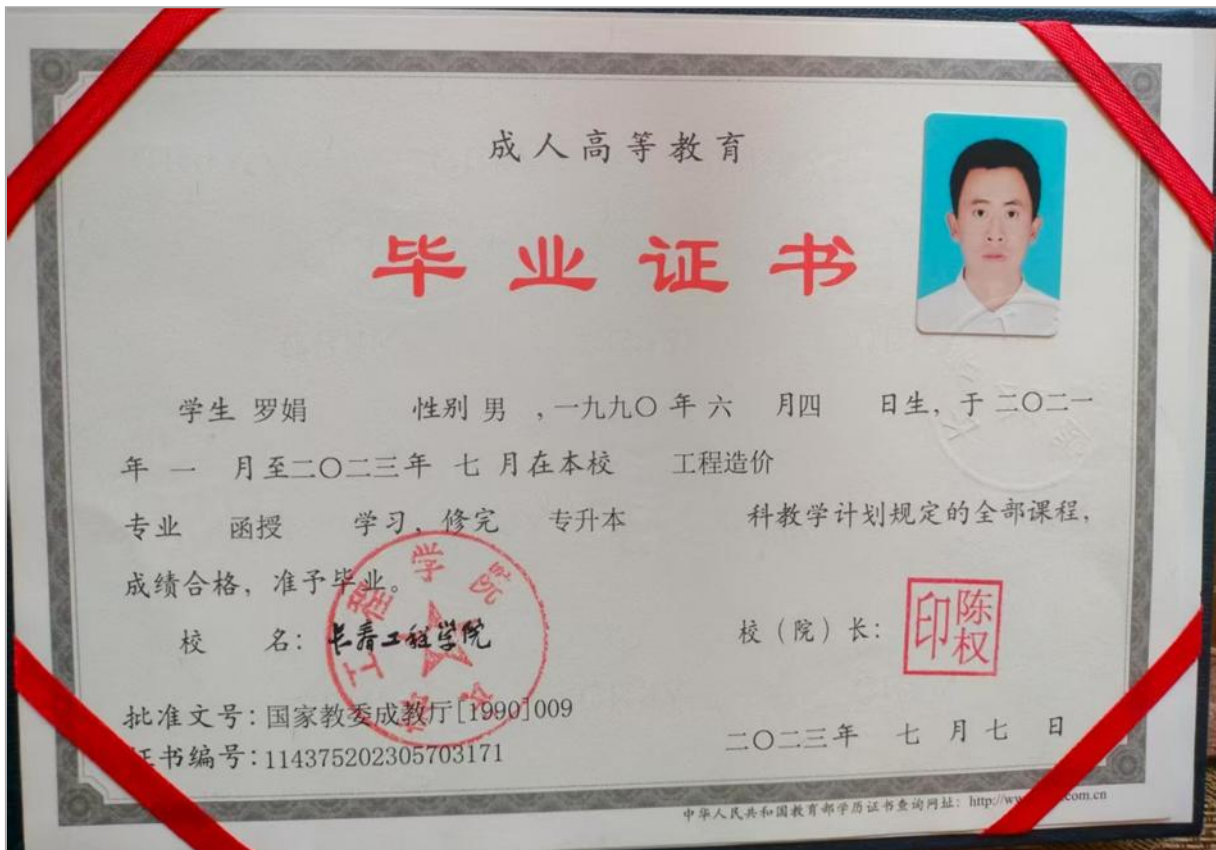 成人高等教育
毕业证书
学生 罗娟 性别 男 ,一九九〇 年 六 月四 日生, 于 二〇二一
年 一 月至二〇二三年 七 月在本校 工程造价
专业 函授 学习, 修完 专升本 科教学计划规定的全部课程,
成绩合格, 准予毕业。
校 名: 长春工程学院 校(院)长: 陈权印
批准文号: 国家教委成教厅[1990]009
证书编号: 114375202305703171 二〇二三年 七 月 七 日
中华人民共和国教育部学历证书查询网址: http://ww com.cn